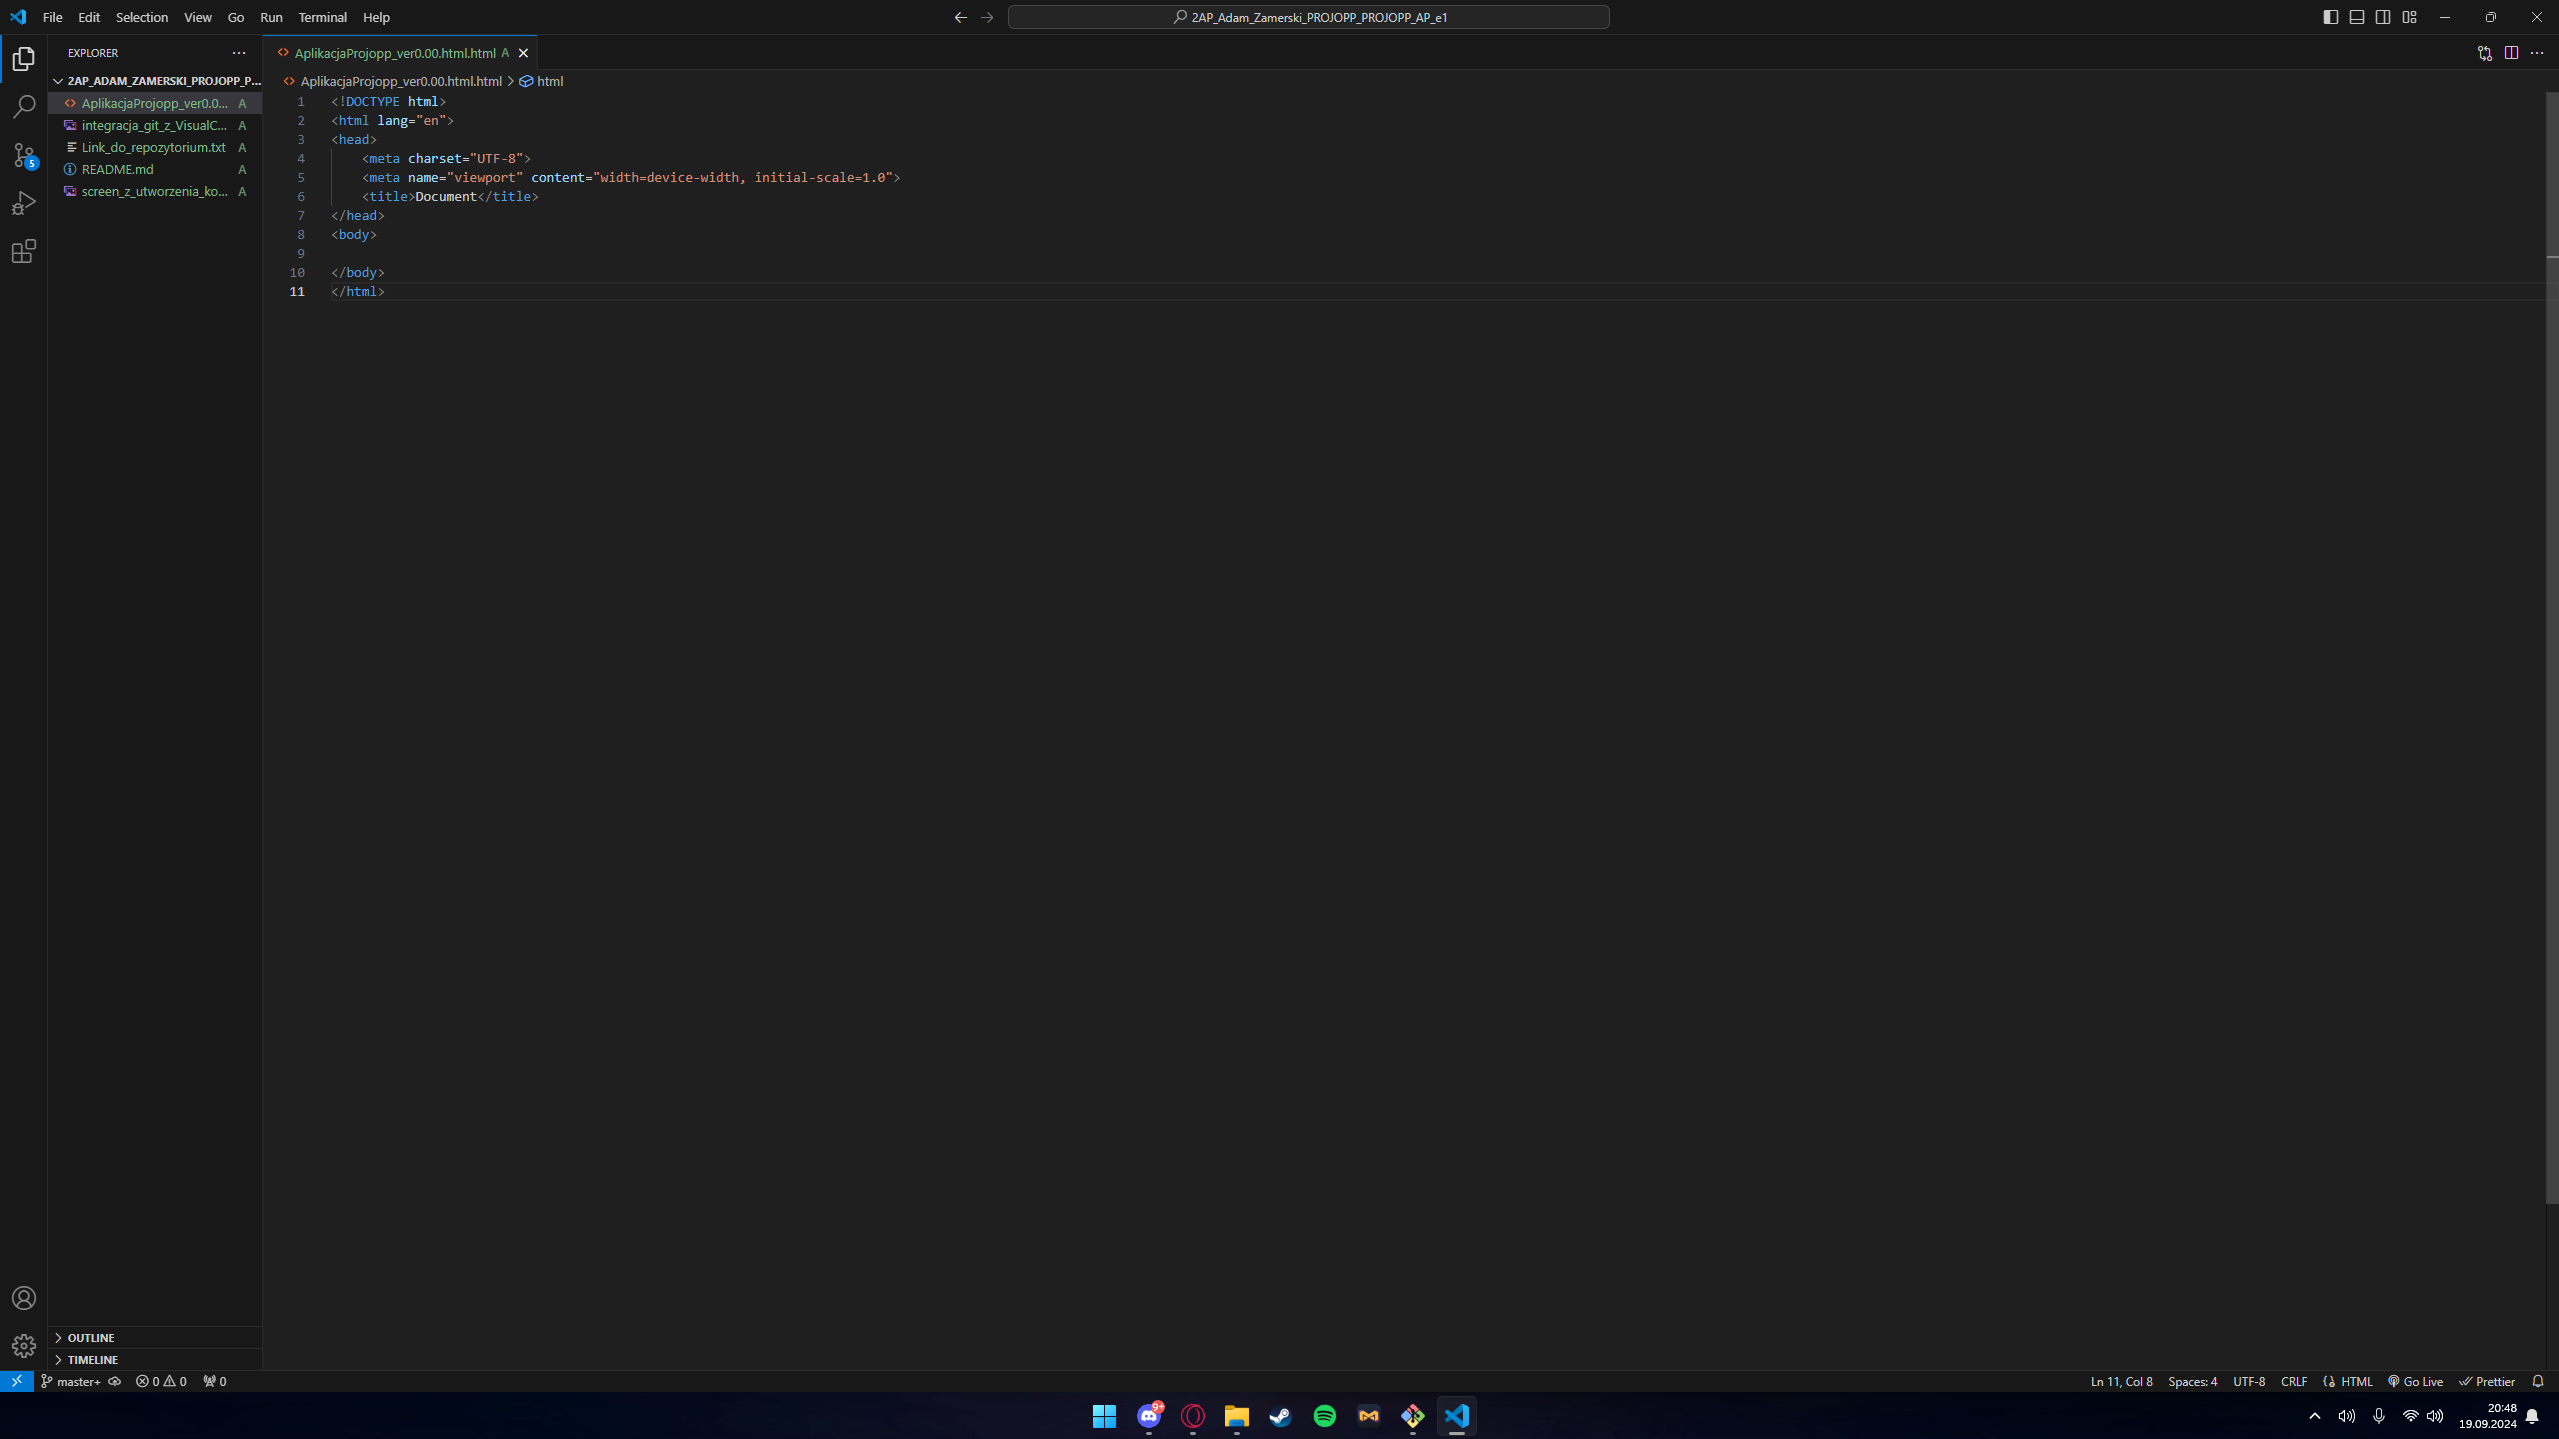 File Edit Selection View Go Run Terminal Help
2AP_Adam_Zamerski_PROJOPP_PROJOPP_AP_e1
EXPLORER
2AP_ADAM_ZAMERSKI_PROJOPP_P...
AplikacjaProjopp_ver0.0... A
integracja_git_z_VisualC... A
Link_do_repozytorium.txt A
README.md A
screen_z_utworzenia_ko... A
5
AplikacjaProjopp_ver0.00.html.html A
AplikacjaProjopp_ver0.00.html.html > html
1 <!DOCTYPE html>
2 <html lang="en">
3 <head>
4     <meta charset="UTF-8">
5     <meta name="viewport" content="width=device-width, initial-scale=1.0">
6     <title>Document</title>
7 </head>
8 <body>
9
10 </body>
11 </html>
OUTLINE
TIMELINE
master+ 0 0 0
Ln 11, Col 8 Spaces: 4 UTF-8 CRLF HTML Go Live Prettier
9+
20:48
19.09.2024